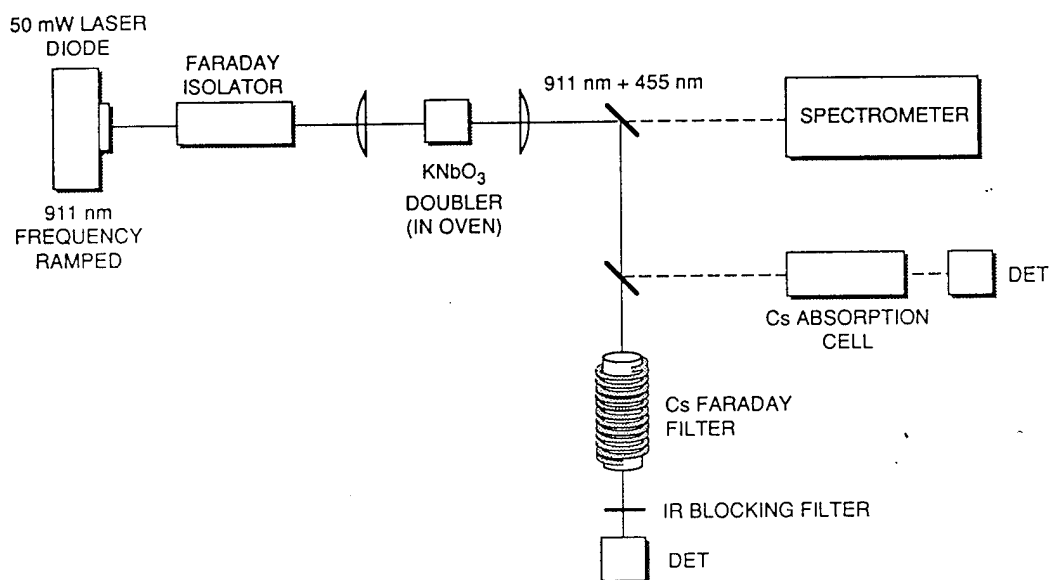 50 mW LASER
DIODE
FARADAY
ISOLATOR
911 nm + 455 nm
SPECTROMETER
KNbO3
DOUBLER
(IN OVEN)
911 nm
FREQUENCY
RAMPED
DET
Cs ABSORPTION
CELL
Cs FARADAY
FILTER
IR BLOCKING FILTER
DET